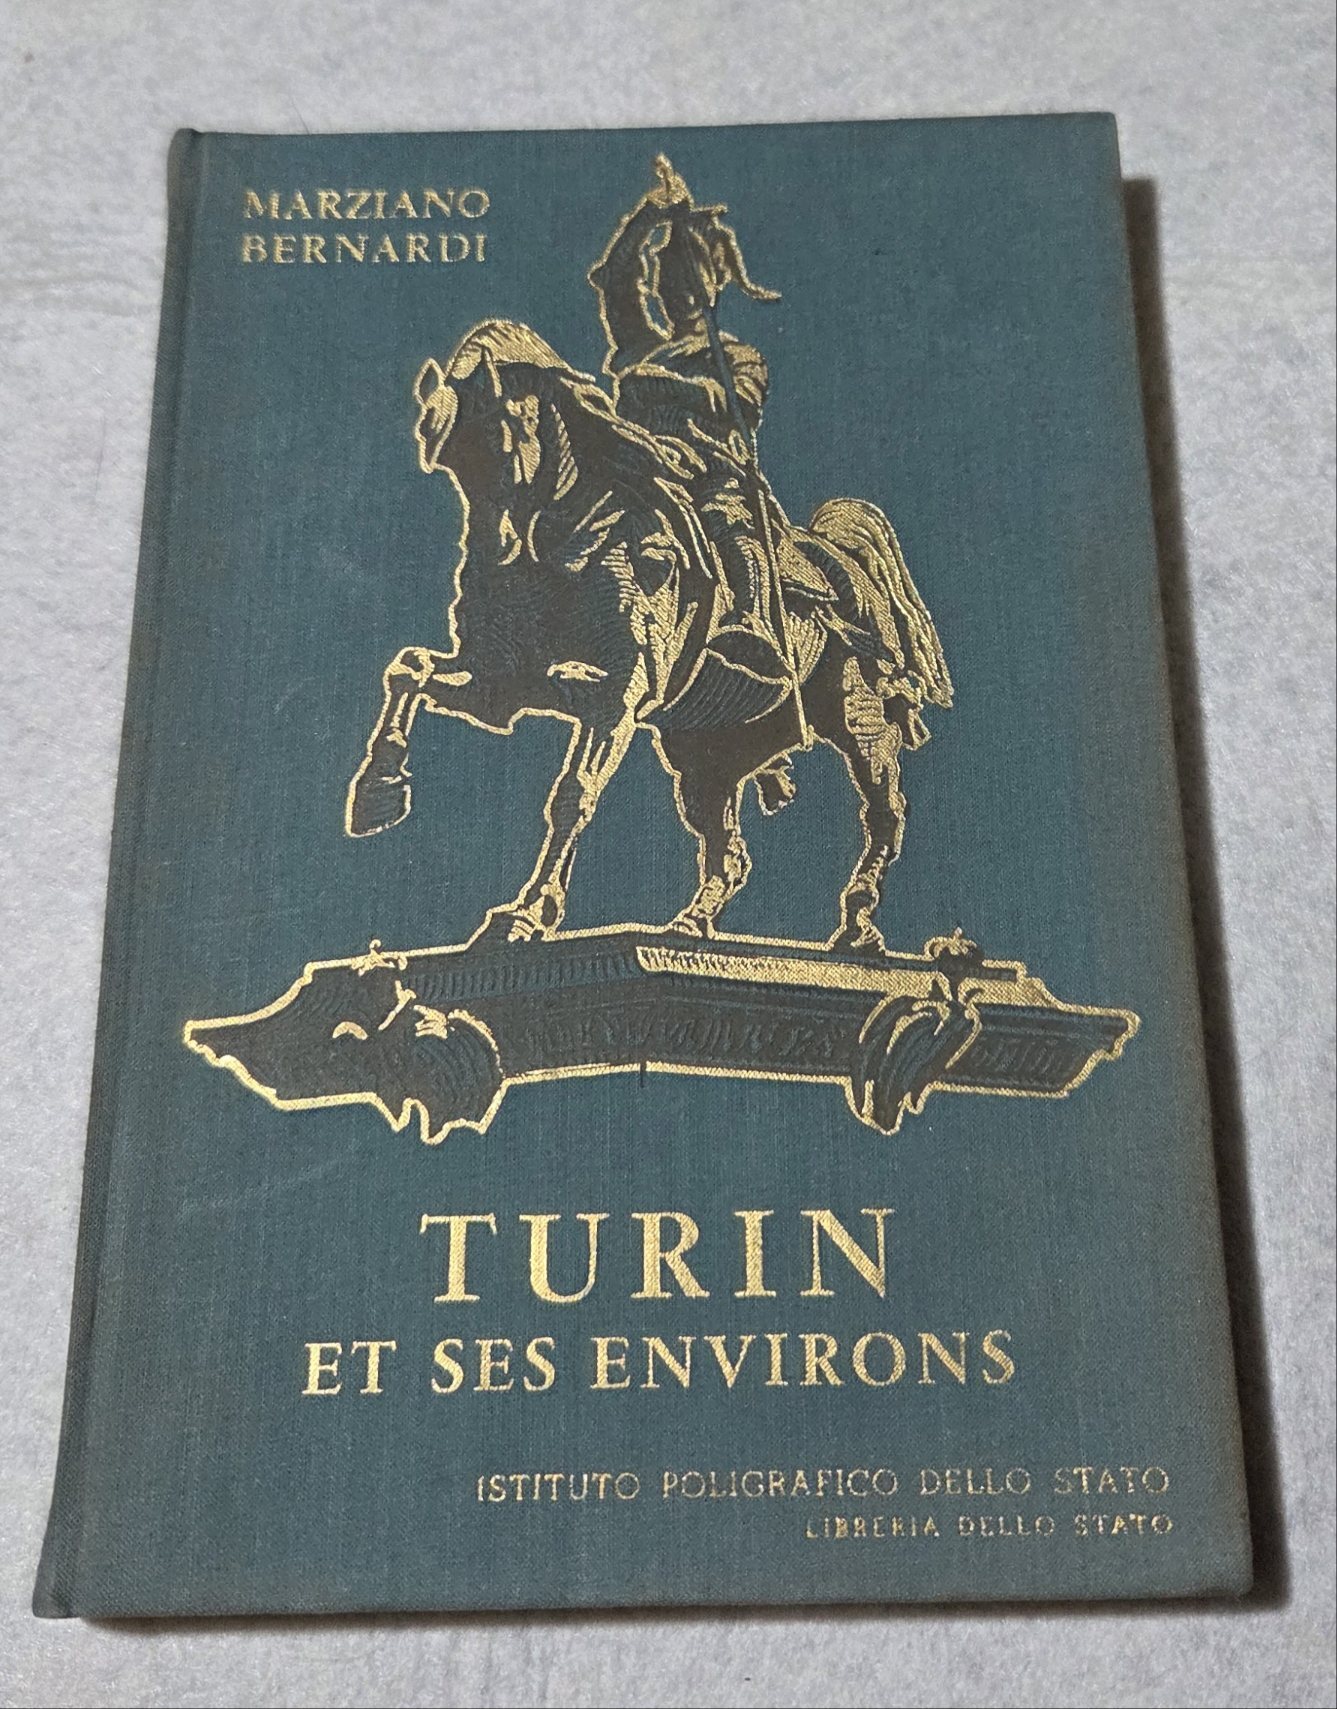 MARZIANO
BERNARDI
TURIN
ET SES ENVIRONS
ISTITUTO POLIGRAFICO DELLO STATO
LIBRERIA DELLO STATO